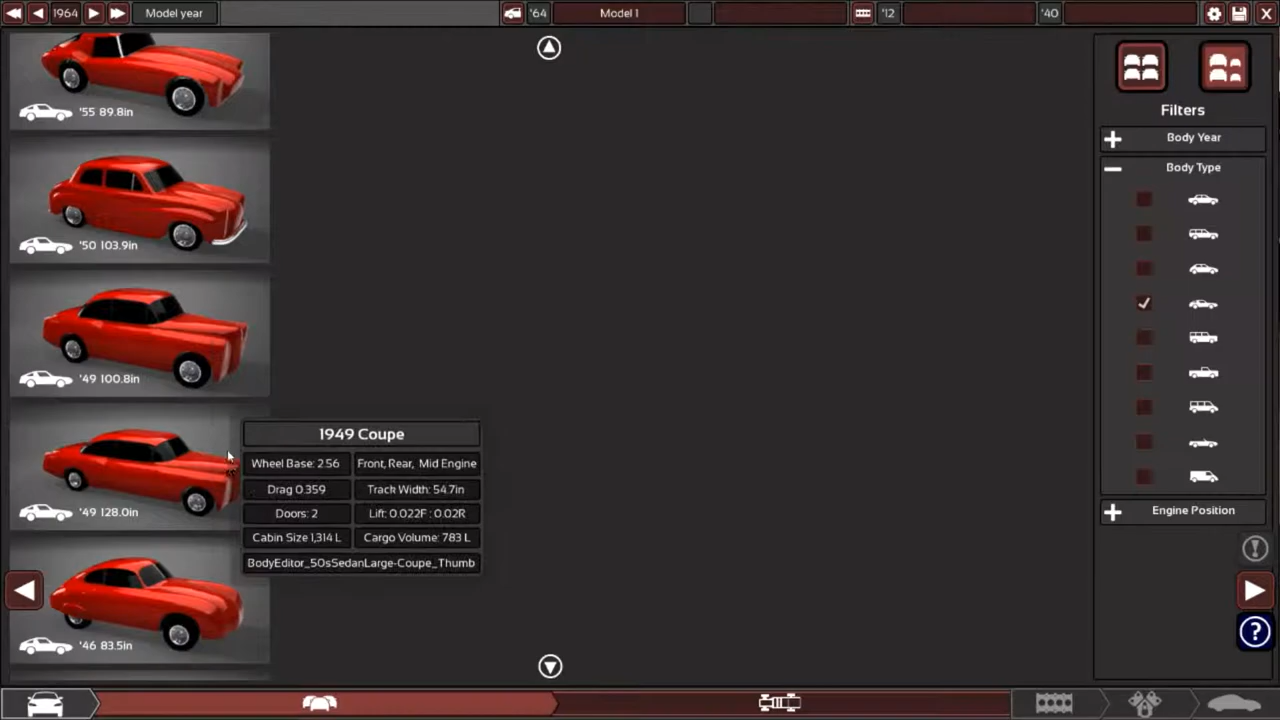 1964 Model year '64 Model 1 '12 '40
'55 89.8in
'50 103.9in
'49 100.8in
'49 128.0in
'46 83.5in
1949 Coupe
Wheel Base: 2.56 Front, Rear, Mid Engine
Drag 0.359 Track Width: 54.7in
Doors: 2 Lift: 0.022F : 0.02R
Cabin Size 1,314 L Cargo Volume: 783 L
BodyEditor_50sSedanLarge-Coupe_Thumb
Filters
Body Year
Body Type
Engine Position